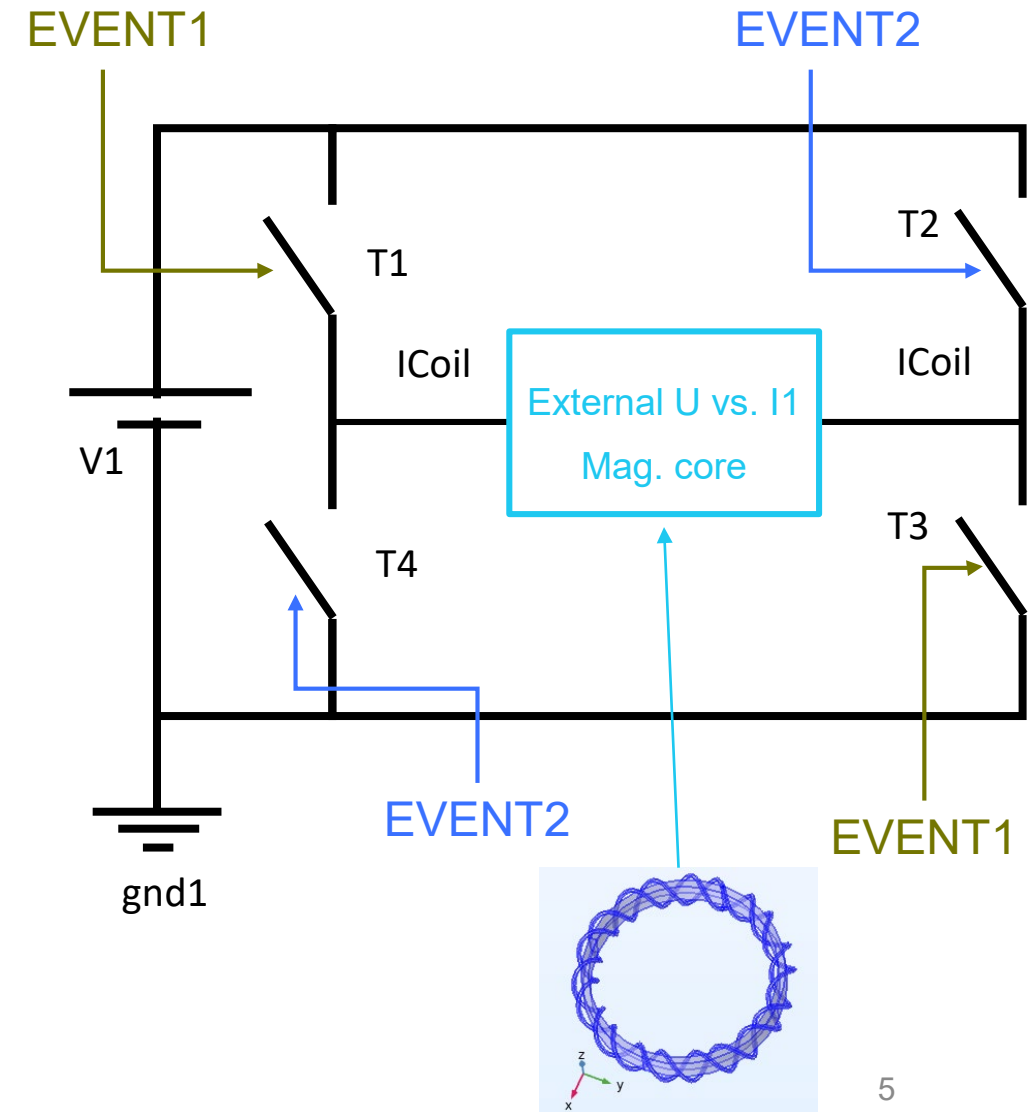 EVENT1
EVENT2
T2
T1
ICoil
ICoil
External U vs. I1
Mag. core
V1
T3
T4
EVENT2
EVENT1
gnd1
z
y
x
5